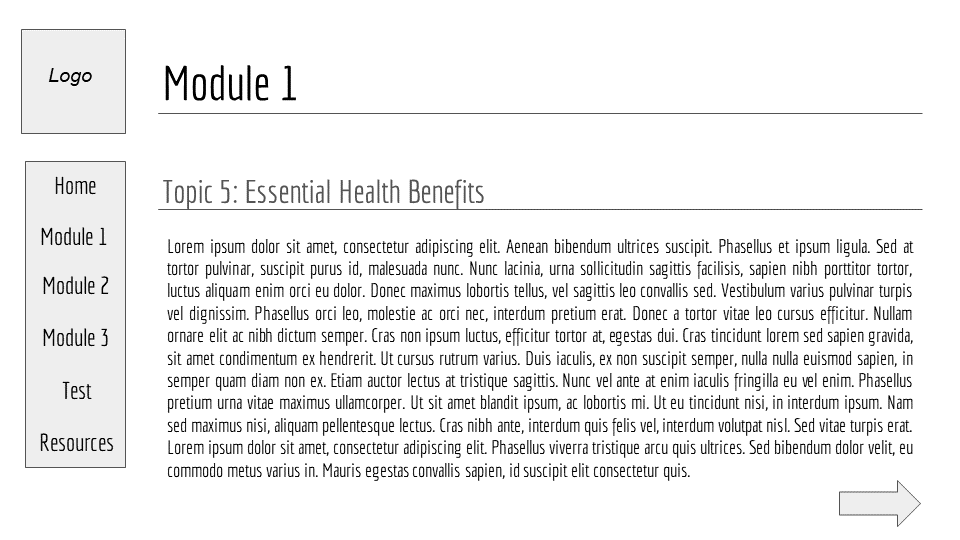 Logo
Module 1
Home
Module 1
Module 2
Module 3
Test
Resources
Topic 5: Essential Health Benefits
Lorem ipsum dolor sit amet, consectetur adipiscing elit. Aenean bibendum ultrices suscipit. Phasellus et ipsum ligula. Sed at
tortor pulvinar, suscipit purus id, malesuada nunc. Nunc lacinia, urna sollicitudin sagittis facilisis, sapien nibh porttitor tortor,
luctus aliquam enim orci eu dolor. Donec maximus lobortis tellus, vel sagittis leo convallis sed. Vestibulum varius pulvinar turpis
vel dignissim. Phasellus orci leo, molestie ac orci nec, interdum pretium erat. Donec a tortor vitae leo cursus efficitur. Nullam
ornare elit ac nibh dictum semper. Cras non ipsum luctus, efficitur tortor at, egestas dui. Cras tincidunt lorem sed sapien gravida,
sit amet condimentum ex hendrerit. Ut cursus rutrum varius. Duis iaculis, ex non suscipit semper, nulla nulla euismod sapien, in
semper quam diam non ex. Etiam auctor lectus at tristique sagittis. Nunc vel ante at enim iaculis fringilla eu vel enim. Phasellus
pretium urna vitae maximus ullamcorper. Ut sit amet blandit ipsum, ac lobortis mi. Ut eu tincidunt nisi, in interdum ipsum. Nam
sed maximus nisi, aliquam pellentesque lectus. Cras nibh ante, interdum quis felis vel, interdum volutpat nisl. Sed vitae turpis erat.
Lorem ipsum dolor sit amet, consectetur adipiscing elit. Phasellus viverra tristique arcu quis ultrices. Sed bibendum dolor velit, eu
commodo metus varius in. Mauris egestas convallis sapien, id suscipit elit consectetur quis.